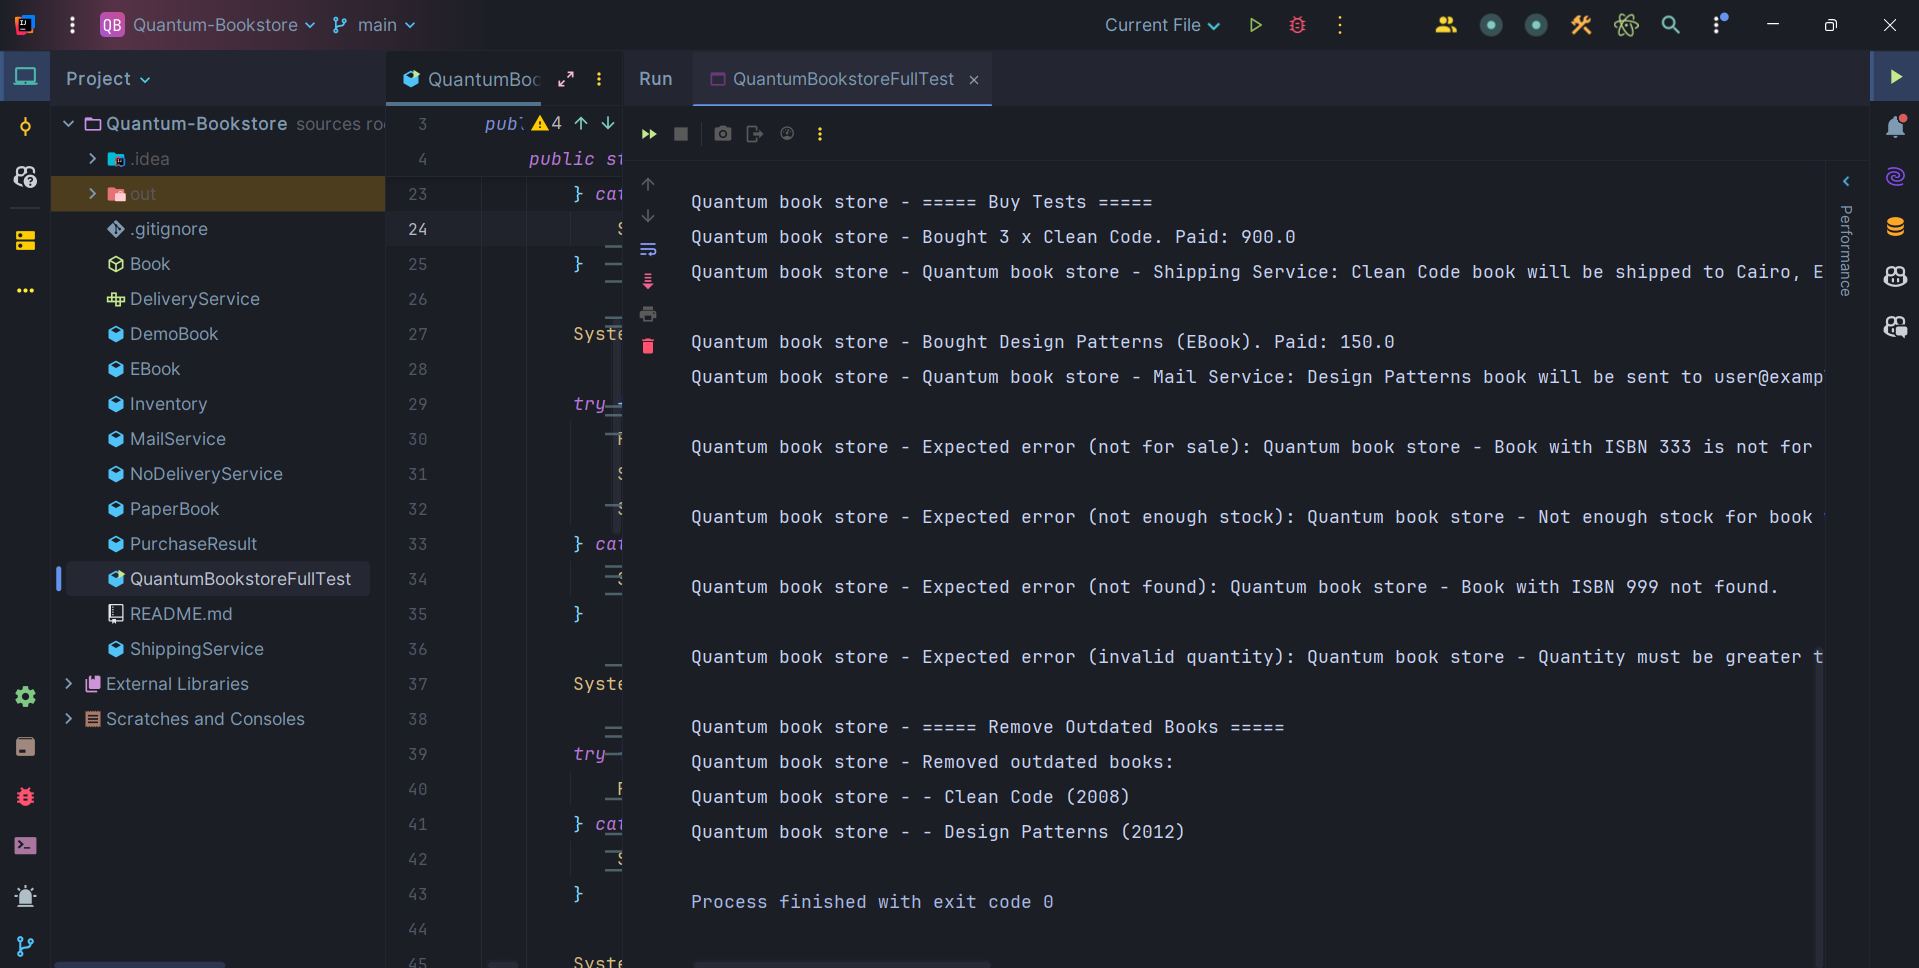 QB Quantum-Bookstore main Current File
Project
Quantum-Bookstore sources
.idea
out
.gitignore
Book
DeliveryService
DemoBook
EBook
Inventory
MailService
NoDeliveryService
PaperBook
PurchaseResult
QuantumBookstoreFullTest
README.md
ShippingService
External Libraries
Scratches and Consoles
4
3
4 public
23 }
24
25 }
26
27
28
29 try
30
31
32
33 }
34
35 }
36
37
38
39 try
40
41 }
42
43 }
44
45
Run QuantumBookstoreFullTest
Quantum book store - ===== Buy Tests =====
Quantum book store - Bought 3 x Clean Code. Paid: 900.0
Quantum book store - Quantum book store - Shipping Service: Clean Code book will be shipped to Cairo, E
Quantum book store - Bought Design Patterns (EBook). Paid: 150.0
Quantum book store - Quantum book store - Mail Service: Design Patterns book will be sent to user@examp
Quantum book store - Expected error (not for sale): Quantum book store - Book with ISBN 333 is not for
Quantum book store - Expected error (not enough stock): Quantum book store - Not enough stock for book
Quantum book store - Expected error (not found): Quantum book store - Book with ISBN 999 not found.
Quantum book store - Expected error (invalid quantity): Quantum book store - Quantity must be greater t
Quantum book store - ===== Remove Outdated Books =====
Quantum book store - Removed outdated books:
Quantum book store - - Clean Code (2008)
Quantum book store - - Design Patterns (2012)
Process finished with exit code 0
Performance